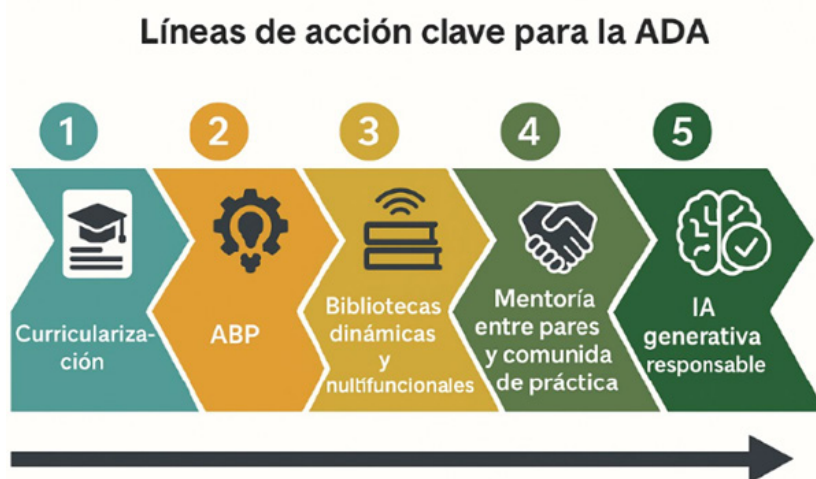 Líneas de acción clave para la ADA
1
2
3
4
5
Curriculariza-
ción
ABP
Bibliotecas
dinámicas
y
nultifuncionales
Mentoría
entre pares
y comunida
de práctica
IA
generativa
responsable